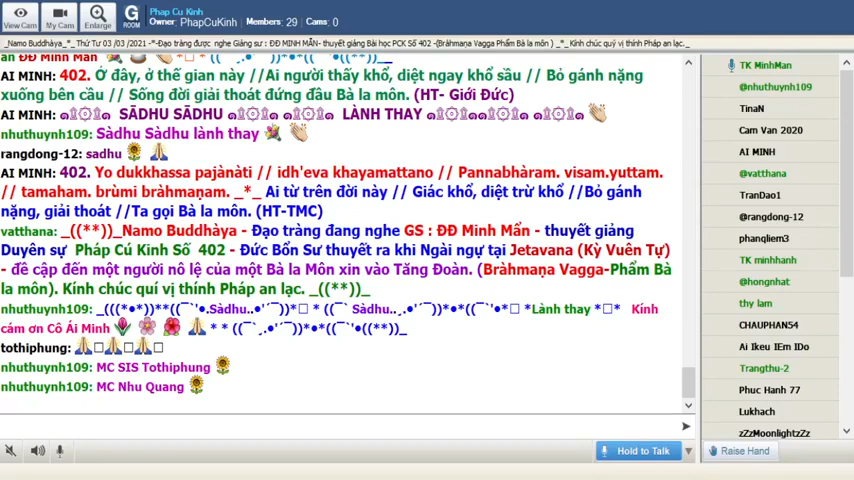 View Cam
My Cam
Enlarge
G
ROOM
Phap Cu Kinh
Owner: PhapCuKinh Members: 29 Cams: 0
_Namo Buddhàya_*_ Thứ Tư 03 /03 /2021 -*-Đạo tràng được nghe Giảng sư : ĐĐ MINH MẪN- thuyết giảng Bài học PCK Số 402 -(Bràhmaṇa Vagga Phẩm Bà la môn ) _*_ Kính chúc quý vị thính Pháp an lạc._
ĐĐ Minh Mẫn
AI MINH: 402. Ở đây, ở thế gian này //Ai người thấy khổ, diệt ngay khổ sầu // Bỏ gánh nặng
xuống bên cầu // Sống đời giải thoát đứng đầu Bà la môn. (HT- Giới Đức)
AI MINH: SĀDHU SĀDHU LÀNH THAY
nhuthuynh109: Sàdhu Sàdhu lành thay
rangdong-12: sadhu
AI MINH: 402. Yo dukkhassa pajànàti // idh'eva khayamattano // Pannabhàram. visam.yuttam.
// tamaham. brùmi bràhmaṇam. _*_ Ai từ trên đời này // Giác khổ, diệt trừ khổ //Bỏ gánh
nặng, giải thoát //Ta gọi Bà la môn. (HT-TMC)
vatthana: _((**))_Namo Buddhàya - Đạo tràng đang nghe GS : ĐĐ Minh Mẩn - thuyết giảng
Duyên sự Pháp Cú Kinh Số 402 - Đức Bổn Sư thuyết ra khi Ngài ngự tại Jetavana (Kỳ Vuên Tự)
- đề cập đến một người nô lệ của một Bà la Môn xin vào Tăng Đoàn. (Bràhmaṇa Vagga-Phẩm Bà
la môn). Kính chúc quí vị thính Pháp an lạc. _((**))_
nhuthuynh109: Sàdhu.. Sàdhu.. *Lành thay * Kính
cám ơn Cô Ái Minh
tothiphung:
nhuthuynh109: MC SIS Tothiphung
nhuthuynh109: MC Nhu Quang
Hold to Talk
TK MinhMan
@nhuthuynh109
TinaN
Cam Van 2020
AI MINH
@vatthana
TranDao1
@rangdong-12
phanqliem3
TK minhhanh
@hongnhat
thy lam
CHAUPHAN54
Ai Ikeu IEm IDo
Trangthu-2
Phuc Hanh 77
Lukhach
zZzMoonlightzZz
Raise Hand